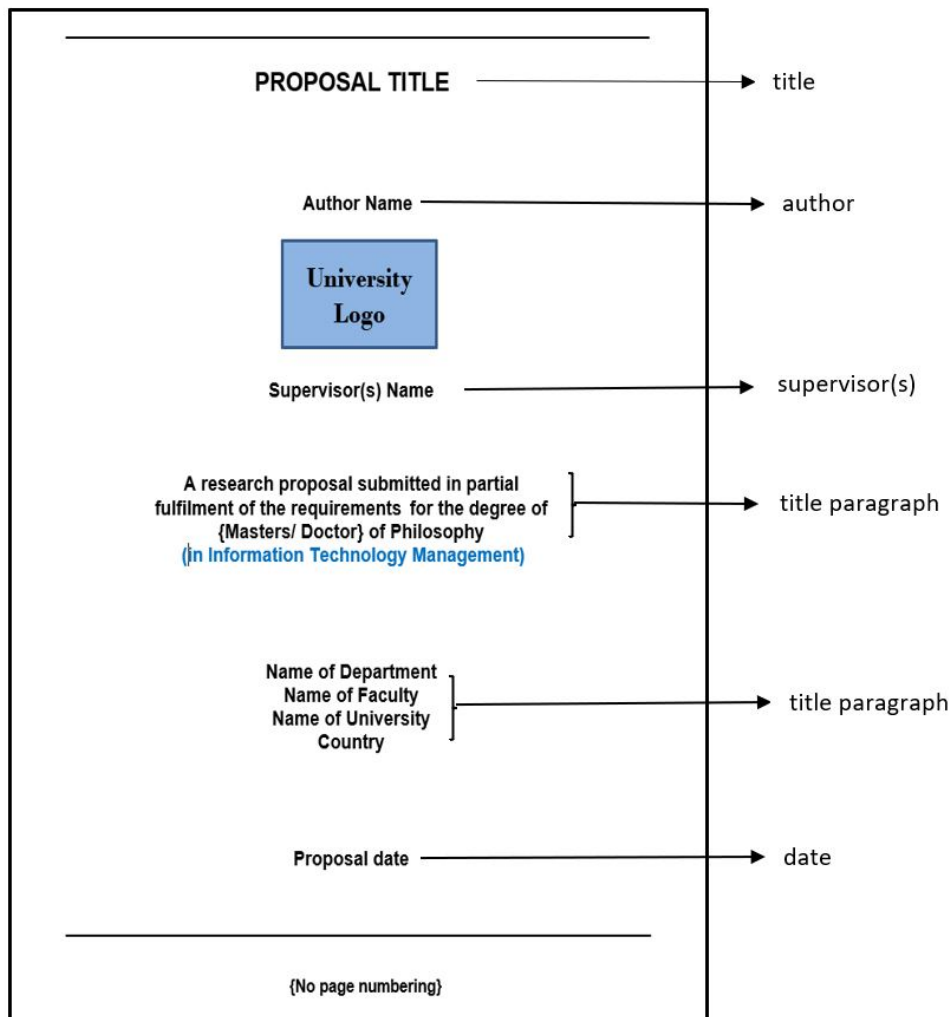 PROPOSAL TITLE
title
Author Name
author
University
Logo
Supervisor(s) Name
supervisor(s)
A research proposal submitted in partial
fulfilment of the requirements for the degree of
{Masters/ Doctor} of Philosophy
(in Information Technology Management)
title paragraph
Name of Department
Name of Faculty
Name of University
Country
title paragraph
Proposal date
date
{No page numbering}